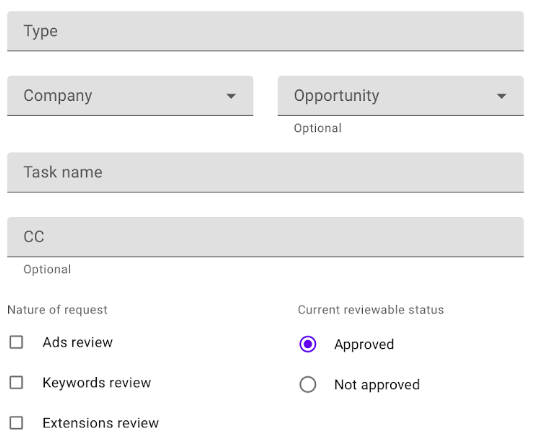 Type
Company
Opportunity
Optional
Task name
CC
Optional
Nature of request
Current reviewable status
Ads review
Approved
Keywords review
Not approved
Extensions review